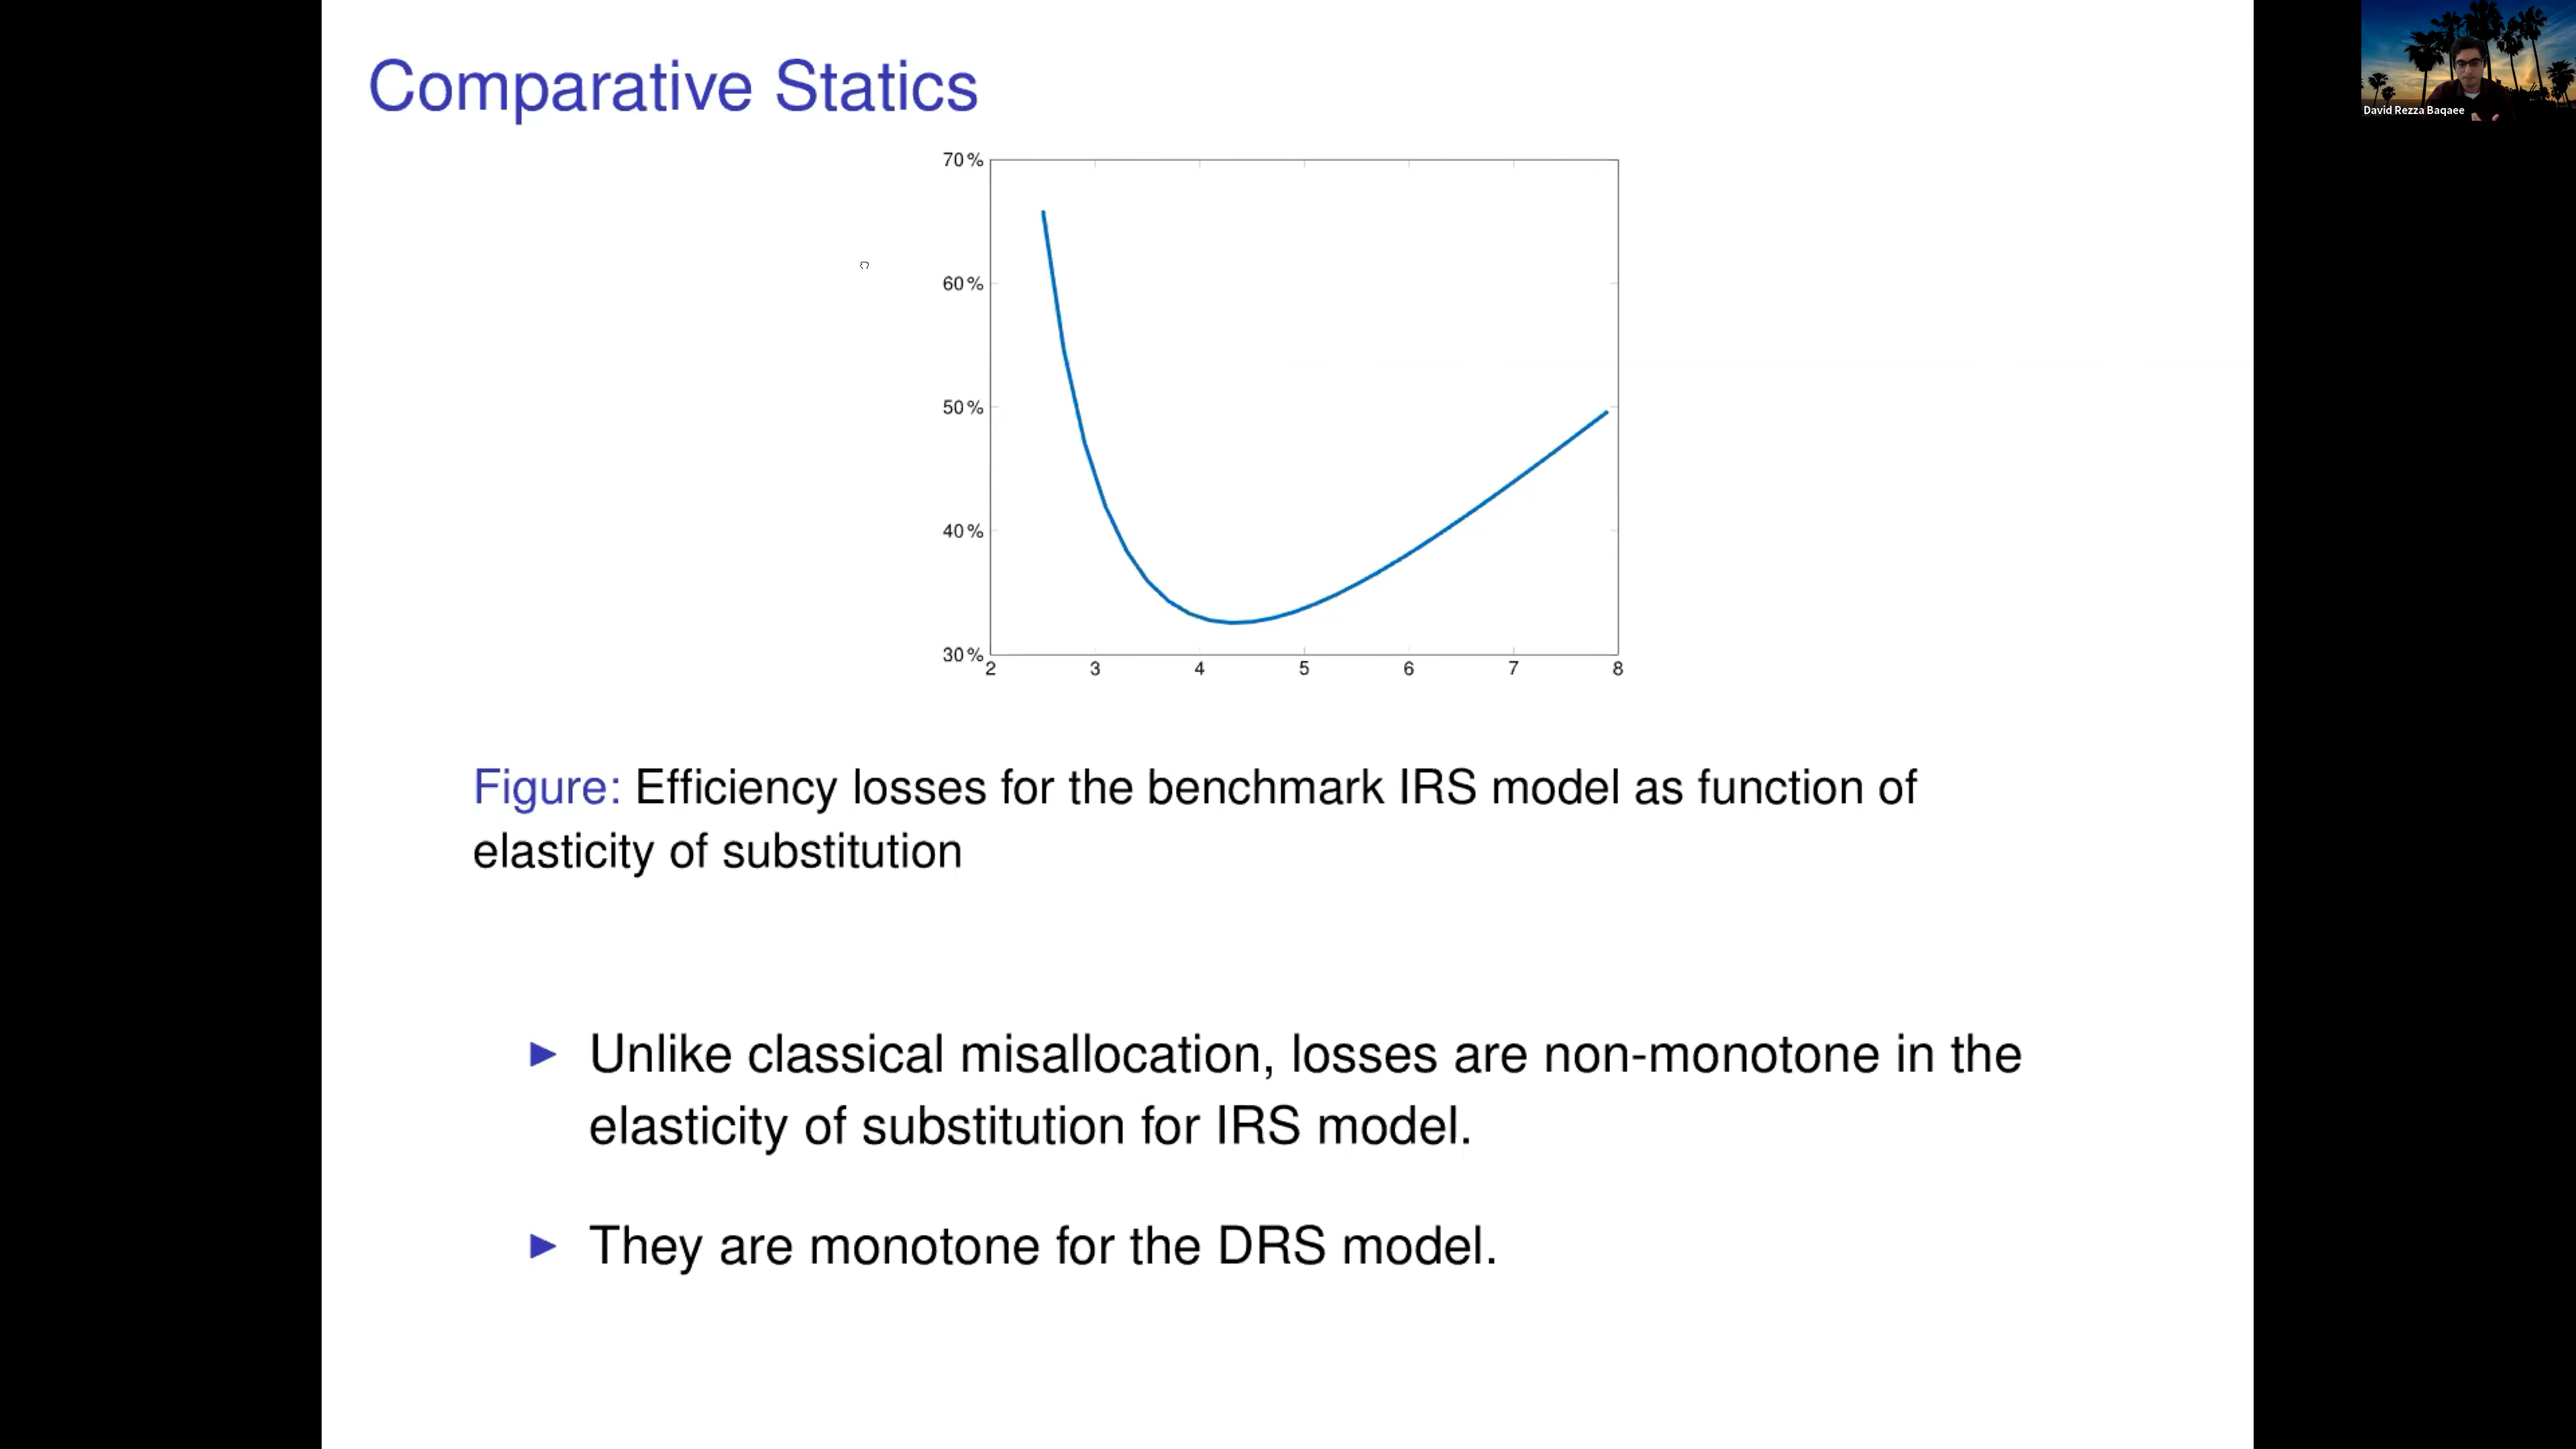 Comparative Statics
David Rezza Baqaee
70%
60%
50%
40%
30%
2 3 4 5 6 7 8
Figure: Efficiency losses for the benchmark IRS model as function of
elasticity of substitution
► Unlike classical misallocation, losses are non-monotone in the
elasticity of substitution for IRS model.
► They are monotone for the DRS model.